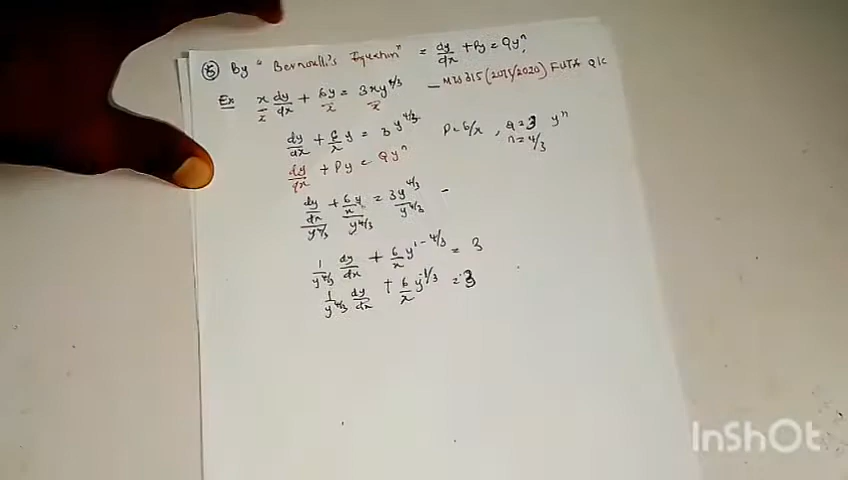 ⑤ By "Bernoulli's Equation" = dy/dx + Py = Qyⁿ
Ex x/x dy/dx + 6y/x = 3xy^4/3/x — MTS 315 (2019/2020) FUTA Q1C
dy/dx + 6/x y = 3 y^4/3 P = 6/x, Q = 3 yⁿ
n = 4/3
dy/dx + Py = Qyⁿ
dy/dx/y^4/3 + 6y/x/y^4/3 = 3y^4/3/y^4/3 -
1/y^4/3 dy/dx + 6/x y^1-4/3 = 3
1/y^4/3 dy/dx + 6/x y^-1/3 = 3
InShOt